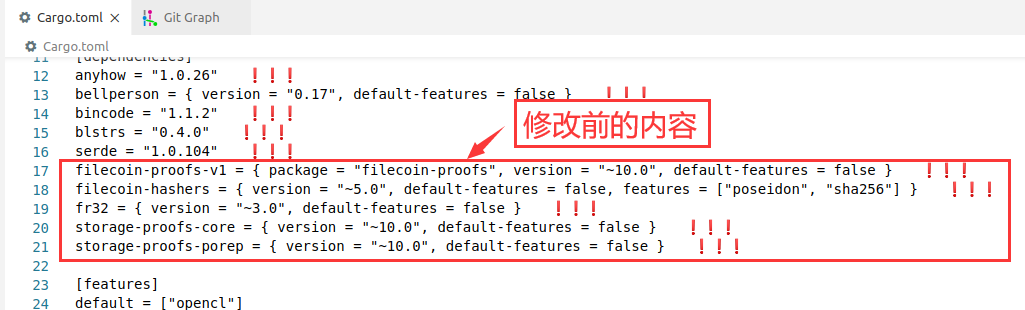 Cargo.toml × Git Graph
Cargo.toml
11 [dependencies]
12 anyhow = "1.0.26" ❗❗❗
13 bellperson = { version = "0.17", default-features = false } ❗❗❗
14 bincode = "1.1.2" ❗❗❗
修改前的内容
15 blstrs = "0.4.0" ❗❗❗
16 serde = "1.0.104" ❗❗❗
17 filecoin-proofs-v1 = { package = "filecoin-proofs", version = "~10.0", default-features = false } ❗❗❗
18 filecoin-hashers = { version = "~5.0", default-features = false, features = ["poseidon", "sha256"] } ❗❗❗
19 fr32 = { version = "~3.0", default-features = false } ❗❗❗
20 storage-proofs-core = { version = "~10.0", default-features = false } ❗❗❗
21 storage-proofs-porep = { version = "~10.0", default-features = false } ❗❗❗
22
23 [features]
24 default = ["opencl"]